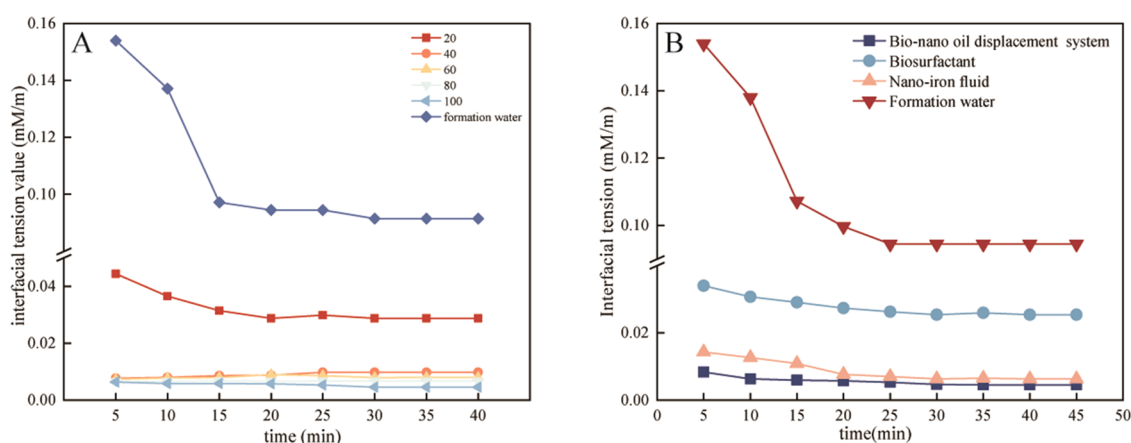 A
20
40
60
80
100
formation water
0.16
0.14
0.12
0.10
0.04
0.02
0.00
interfacial tension value (mM/m)
5 10 15 20 25 30 35 40
time (min)
B
Bio-nano oil displacement system
Biosurfactant
Nano-iron fluid
Formation water
0.16
0.14
0.12
0.10
0.02
0.00
Interfacial tension (mM/m)
0 5 10 15 20 25 30 35 40 45 50
time(min)